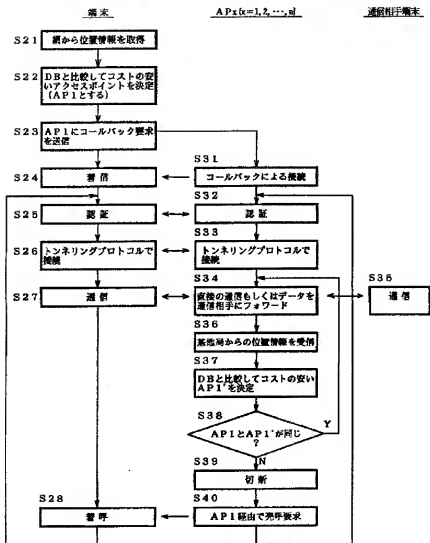 端末
APx(x=1,2,…,n)
通信相手端末
S21
網から位置情報を取得
S22
DBと比較してコストの安い
アクセスポイントを決定
(AP1とする)
S23
AP1にコールバック要求
を送信
S31
S24
着信
コールバックによる接続
S32
S25
認証
認証
S33
S26
トンネリングプロトコルで
接続
トンネリングプロトコルで
接続
S34
S35
S27
通信
直接の通信もしくはデータを
通信相手にフォワード
通信
S36
基地局からの位置情報を受信
S37
DBと比較してコストの安い
AP1'を決定
S38
AP1とAP1'が同じ
?
Y
N
S39
切断
S28
S40
着呼
AP1経由で発呼要求